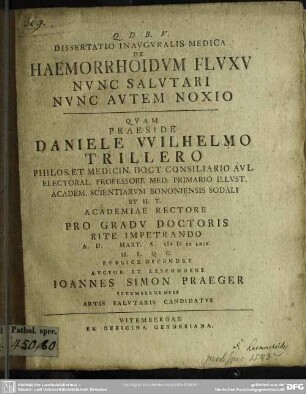 Q. D. B. V.
DISSERTATIO INAVGVRALIS MEDICA
DE
HAEMORRHOIDVM FLVXV
NVNC SALVTARI
NVNC AVTEM NOXIO
QVAM
PRAESIDE
DANIELE VVILHELMO
TRILLERO
PHILOS. ET MEDICIN. DOCT. CONSILIARIO AVL.
ELECTORAL. PROFESSORE MED. PRIMARIO ILLVST.
ACADEM. SCIENTIARVM BONONIENSIS SODALI
ET H. T.
ACADEMIAE RECTORE
PRO GRADV DOCTORIS
RITE IMPETRANDO
A. D. MART. A.
H. L. Q. C.
PVBLICE DEFENDET
AVCTOR ET RESPONDENS
IOANNES SIMON PRAEGER
ARTIS SALVTARIS CANDIDATVS
VITEMBERGAE
EX OFFICINA GERDESIANA.
Pathol. spec.